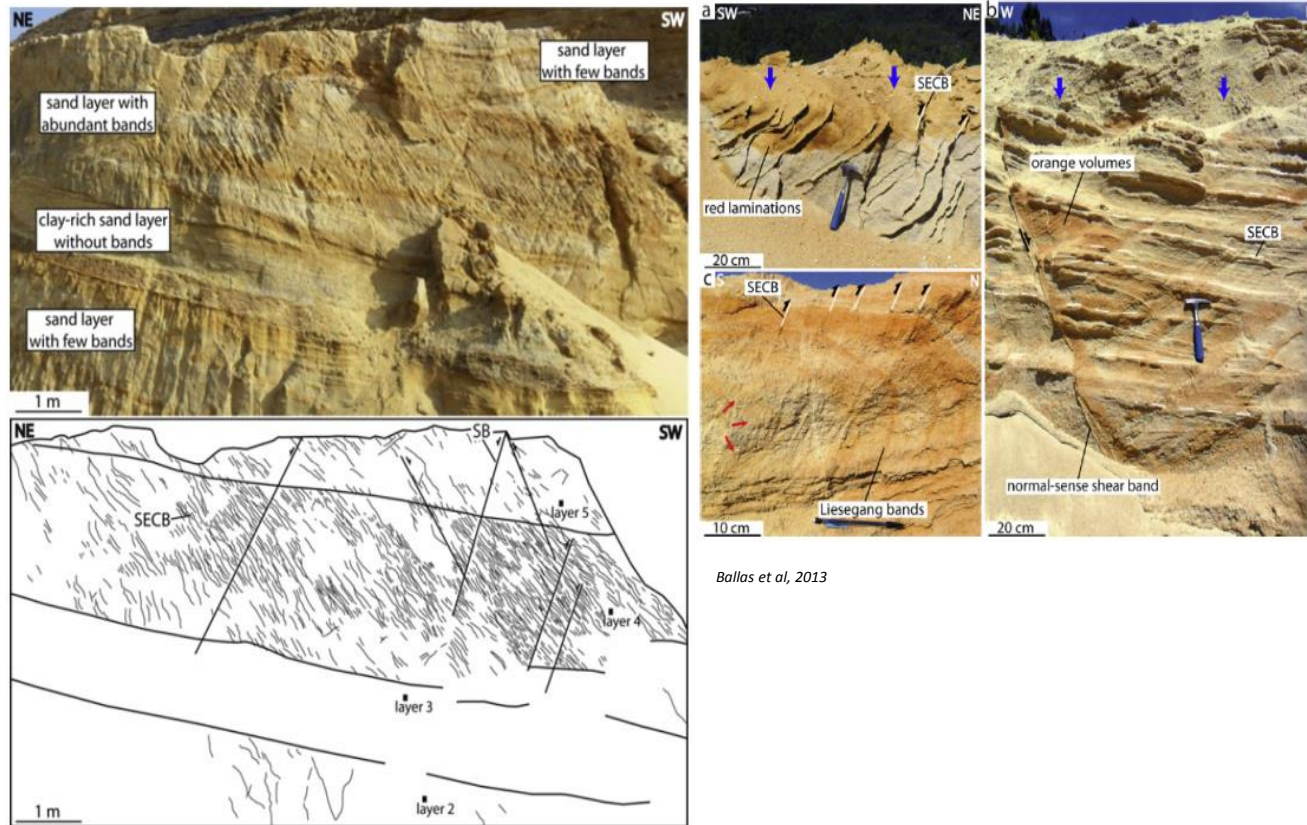 NE
SW
sand layer
with few bands
sand layer with
abundant bands
clay-rich sand layer
without bands
sand layer
with few bands
1 m
NE
SB
SW
SECB
layer 5
layer 4
layer 3
layer 2
1 m
a SW
NE
SECB
red laminations
20 cm
b W
E
orange volumes
SECB
normal-sense shear band
20 cm
c S
N
SECB
Liesegang bands
10 cm
Ballas et al, 2013